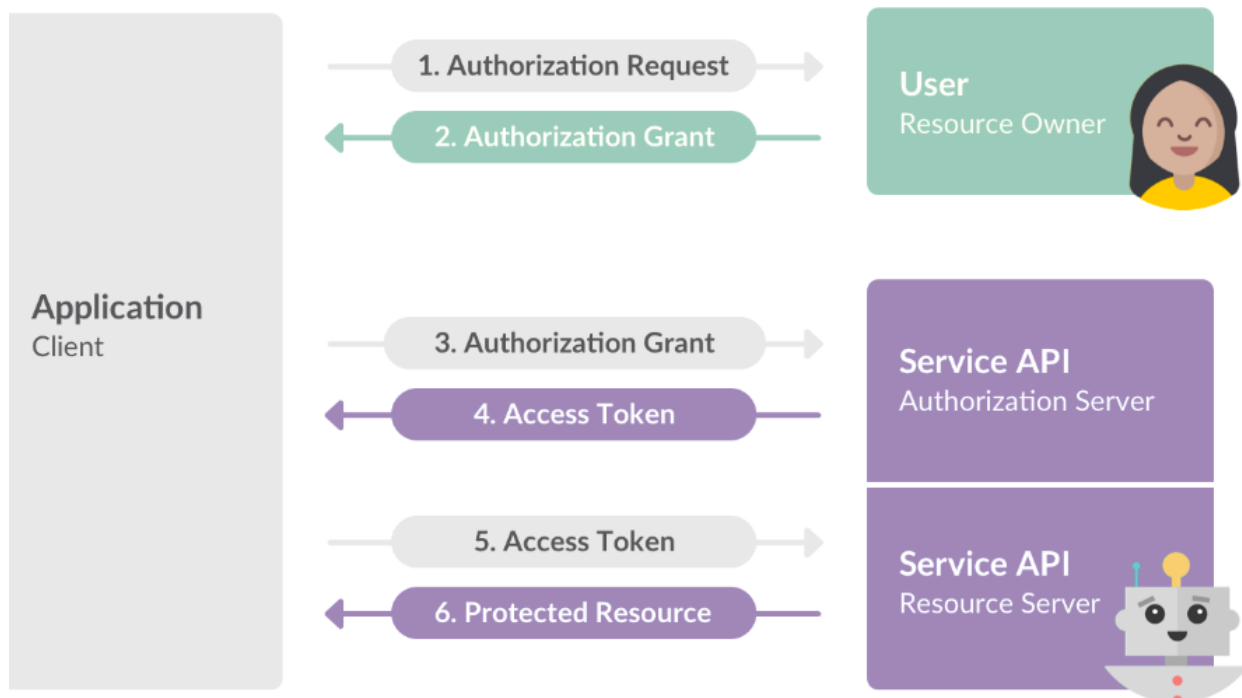 1. Authorization Request
2. Authorization Grant
User
Resource Owner
Application
Client
3. Authorization Grant
4. Access Token
Service API
Authorization Server
5. Access Token
6. Protected Resource
Service API
Resource Server